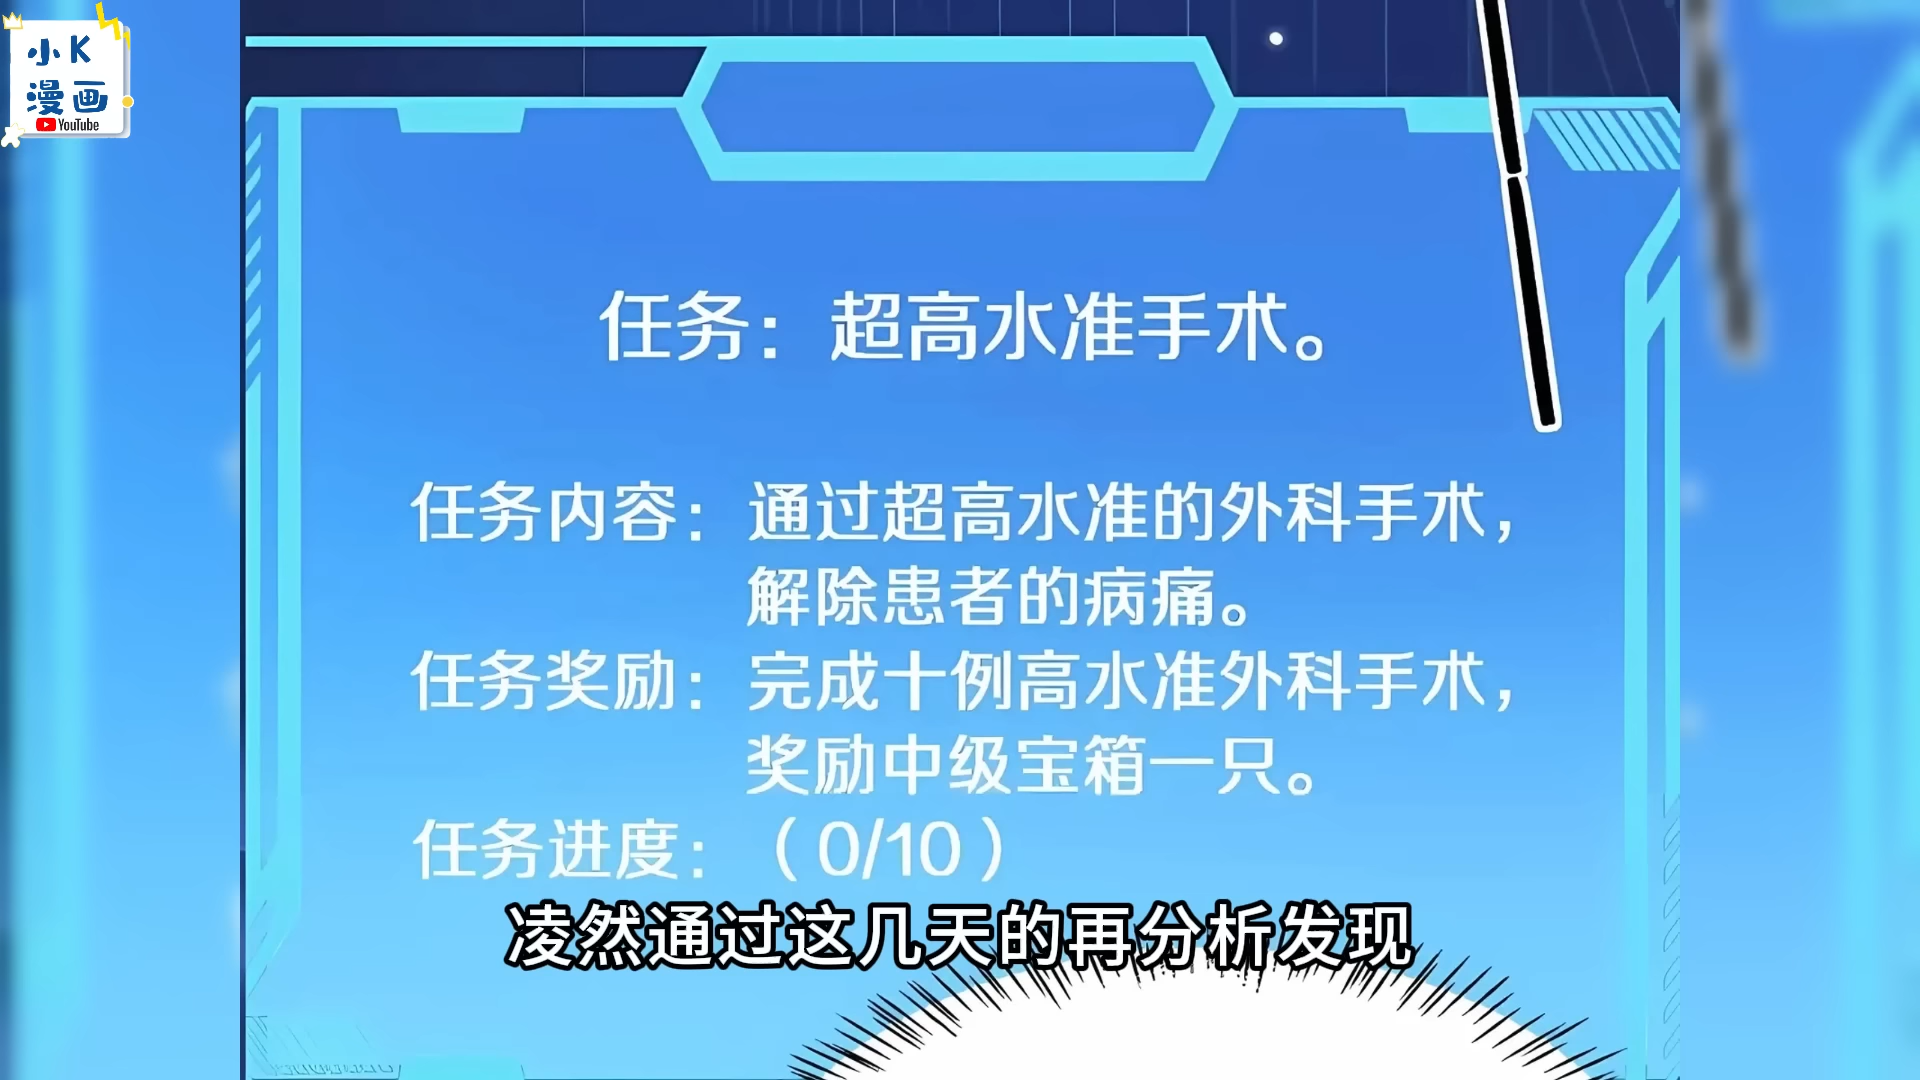 小K
漫画
YouTube
任务：超高水准手术。
任务内容：通过超高水准的外科手术，
解除患者的病痛。
任务奖励：完成十例高水准外科手术，
奖励中级宝箱一只。
任务进度：（0/10）
凌然通过这几天的再分析发现